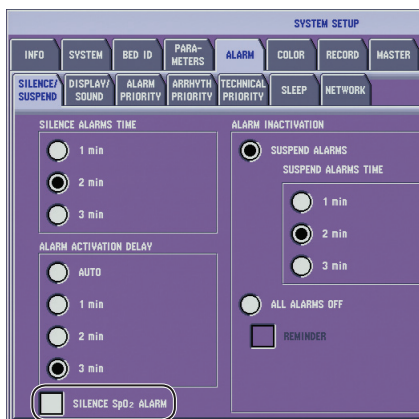 SYSTEM SETUP
INFO SYSTEM BED ID PARA-METERS ALARM COLOR RECORD MASTER
SILENCE/SUSPEND DISPLAY/SOUND ALARM PRIORITY ARRHYTH PRIORITY TECHNICAL PRIORITY SLEEP NETWORK
SILENCE ALARMS TIME
1 min
2 min
3 min
ALARM ACTIVATION DELAY
AUTO
1 min
2 min
3 min
SILENCE SpO₂ ALARM
ALARM INACTIVATION
SUSPEND ALARMS
SUSPEND ALARMS TIME
1 min
2 min
3 min
ALL ALARMS OFF
REMINDER